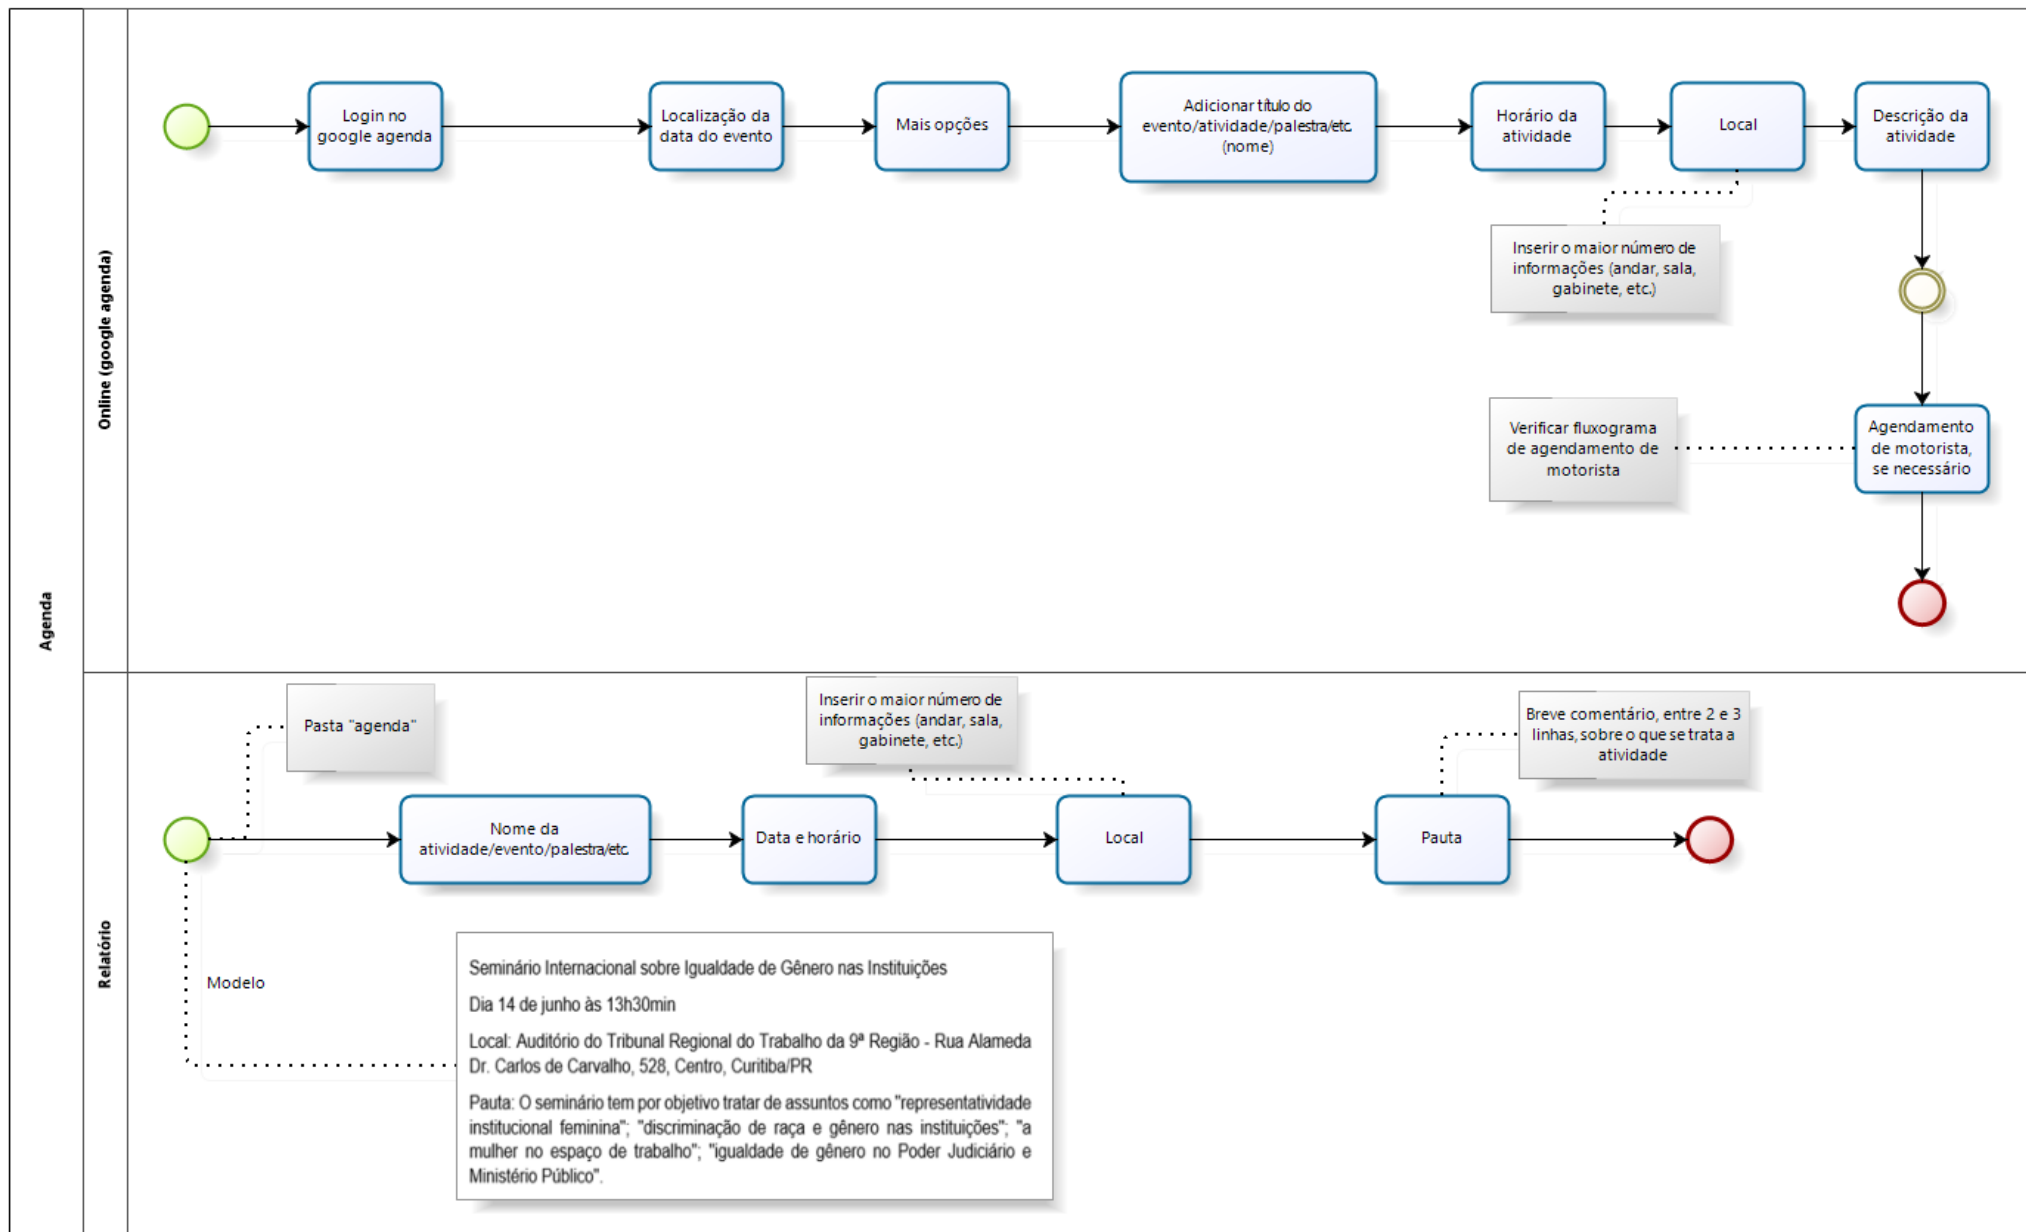 Agenda
Online (google agenda)
Login no
google agenda
Localização da
data do evento
Mais opções
Adicionar título do
evento/atividade/palestra/etc.
(nome)
Horário da
atividade
Local
Descrição da
atividade
Inserir o maior número de
informações (andar, sala,
gabinete, etc.)
Verificar fluxograma
de agendamento de
motorista
Agendamento
de motorista,
se necessário
Relatório
Pasta "agenda"
Inserir o maior número de
informações (andar, sala,
gabinete, etc.)
Breve comentário, entre 2 e 3
linhas, sobre o que se trata a
atividade
Nome da
atividade/evento/palestra/etc.
Data e horário
Local
Pauta
Modelo
Seminário Internacional sobre Igualdade de Gênero nas Instituições
Dia 14 de junho às 13h30min
Local: Auditório do Tribunal Regional do Trabalho da 9ª Região - Rua Alameda
Dr. Carlos de Carvalho, 528, Centro, Curitiba/PR
Pauta: O seminário tem por objetivo tratar de assuntos como "representatividade
institucional feminina"; "discriminação de raça e gênero nas instituições"; "a
mulher no espaço de trabalho"; "igualdade de gênero no Poder Judiciário e
Ministério Público".